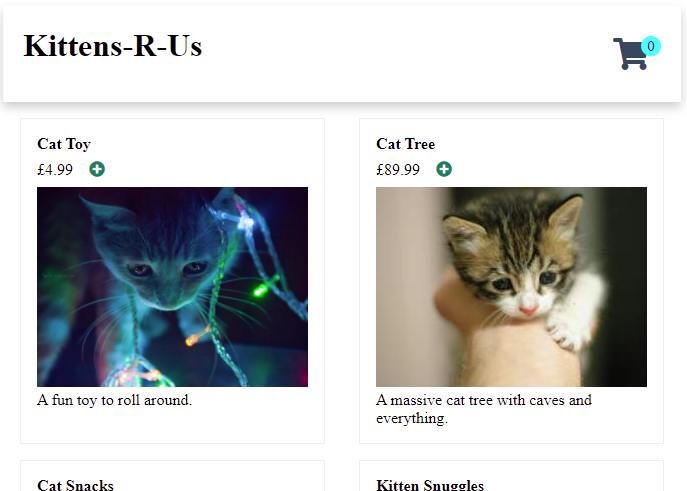 Kittens-R-Us
0
Cat Toy
£4.99
A fun toy to roll around.
Cat Tree
£89.99
A massive cat tree with caves and
everything.
Cat Snacks
Kitten Snuggles